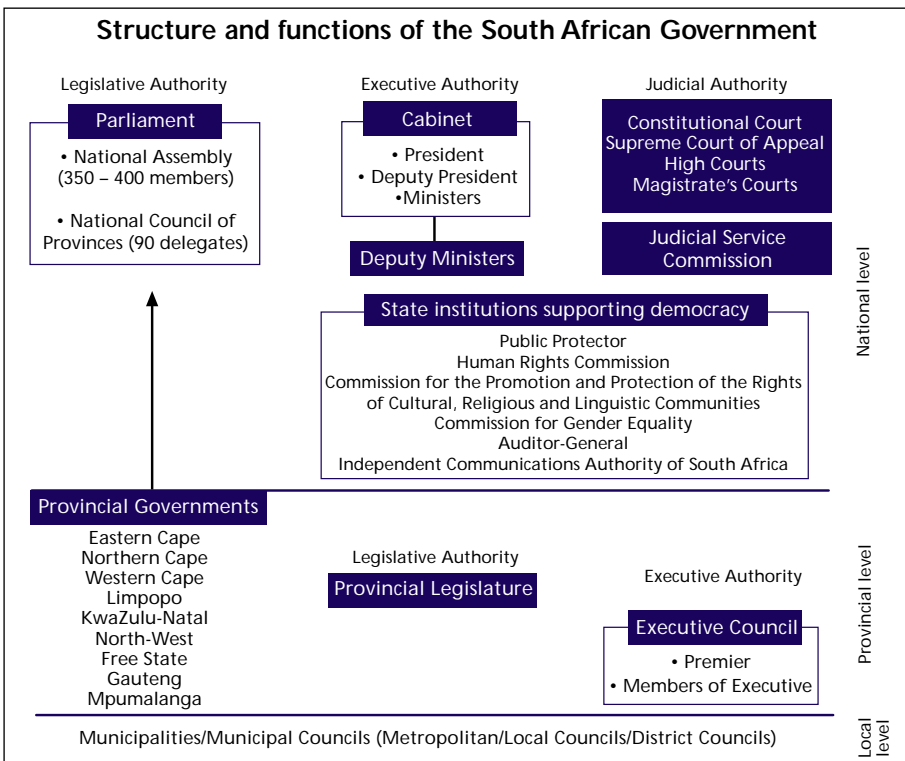 Structure and functions of the South African Government
Legislative Authority
Parliament
• National Assembly
(350 – 400 members)
• National Council of
Provinces (90 delegates)
Executive Authority
Cabinet
• President
• Deputy President
•Ministers
Deputy Ministers
Judicial Authority
Constitutional Court
Supreme Court of Appeal
High Courts
Magistrate's Courts
Judicial Service
Commission
State institutions supporting democracy
Public Protector
Human Rights Commission
Commission for the Promotion and Protection of the Rights
of Cultural, Religious and Linguistic Communities
Commission for Gender Equality
Auditor-General
Independent Communications Authority of South Africa
National level
Provincial Governments
Eastern Cape
Northern Cape
Western Cape
Limpopo
KwaZulu-Natal
North-West
Free State
Gauteng
Mpumalanga
Legislative Authority
Provincial Legislature
Executive Authority
Executive Council
• Premier
• Members of Executive
Provincial level
Municipalities/Municipal Councils (Metropolitan/Local Councils/District Councils)
Local
level